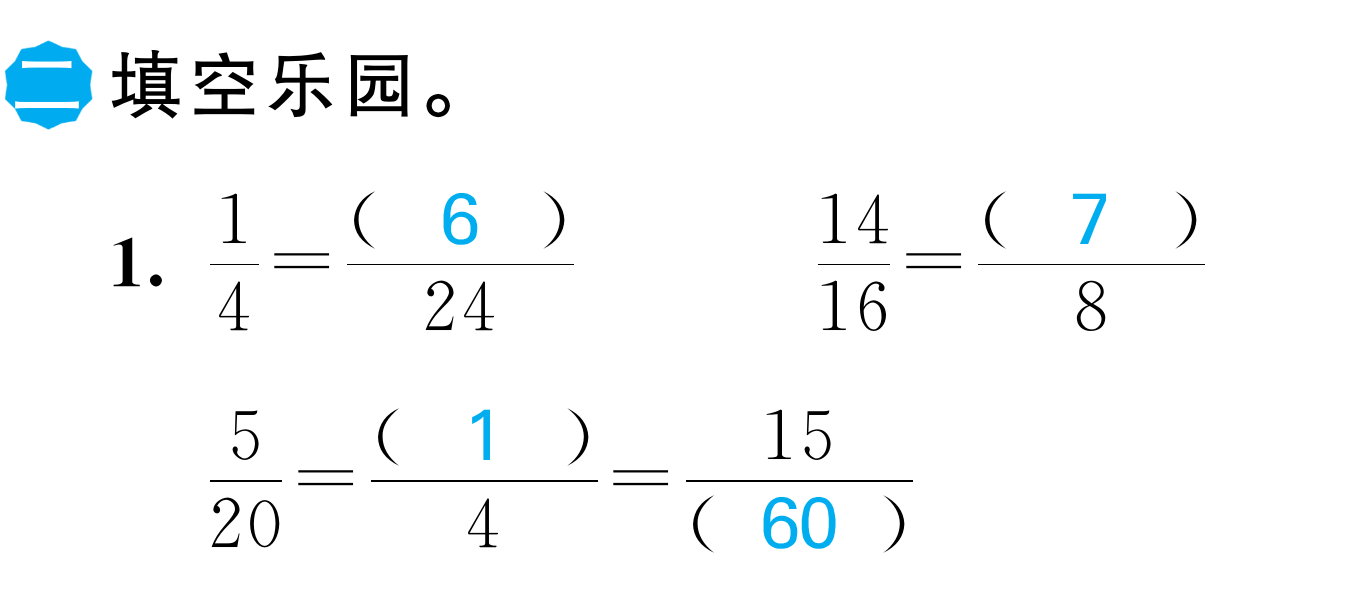 二 填空乐园。
1. 1/4=( 6 )/24 14/16=( 7 )/8
5/20=( 1 )/4=15/( 60 )